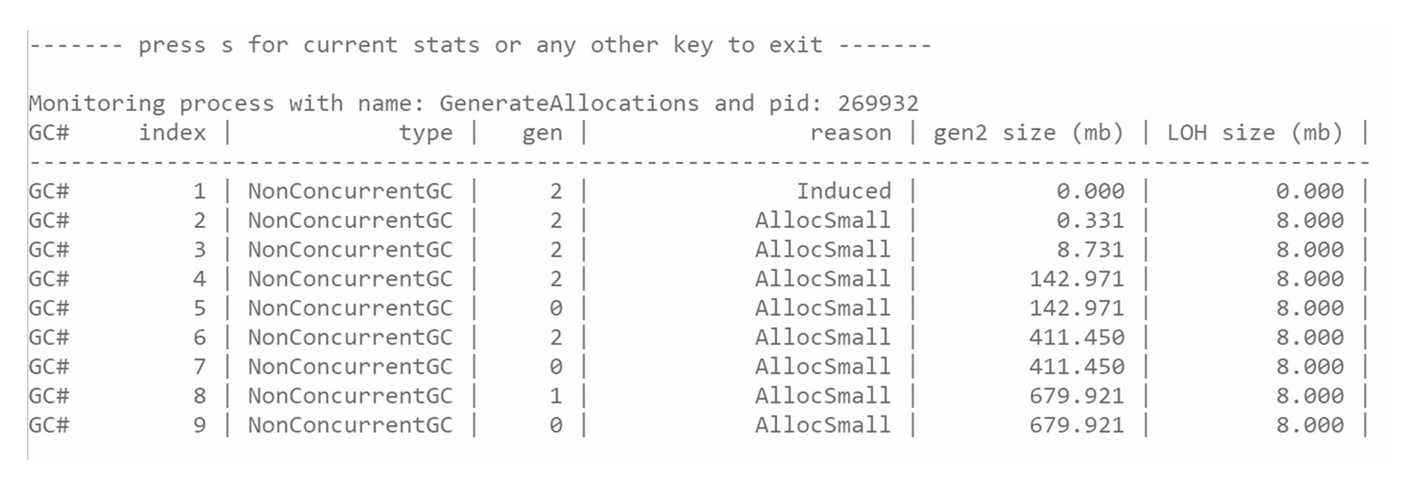 ------- press s for current stats or any other key to exit -------
Monitoring process with name: GenerateAllocations and pid: 269932
GC#     index |            type |   gen |                reason | gen2 size (mb) | LOH size (mb) |
--------------------------------------------------------------------------------------------------
GC#         1 | NonConcurrentGC |     2 |               Induced |          0.000 |         0.000 |
GC#         2 | NonConcurrentGC |     2 |            AllocSmall |          0.331 |         8.000 |
GC#         3 | NonConcurrentGC |     2 |            AllocSmall |          8.731 |         8.000 |
GC#         4 | NonConcurrentGC |     2 |            AllocSmall |        142.971 |         8.000 |
GC#         5 | NonConcurrentGC |     0 |            AllocSmall |        142.971 |         8.000 |
GC#         6 | NonConcurrentGC |     2 |            AllocSmall |        411.450 |         8.000 |
GC#         7 | NonConcurrentGC |     0 |            AllocSmall |        411.450 |         8.000 |
GC#         8 | NonConcurrentGC |     1 |            AllocSmall |        679.921 |         8.000 |
GC#         9 | NonConcurrentGC |     0 |            AllocSmall |        679.921 |         8.000 |